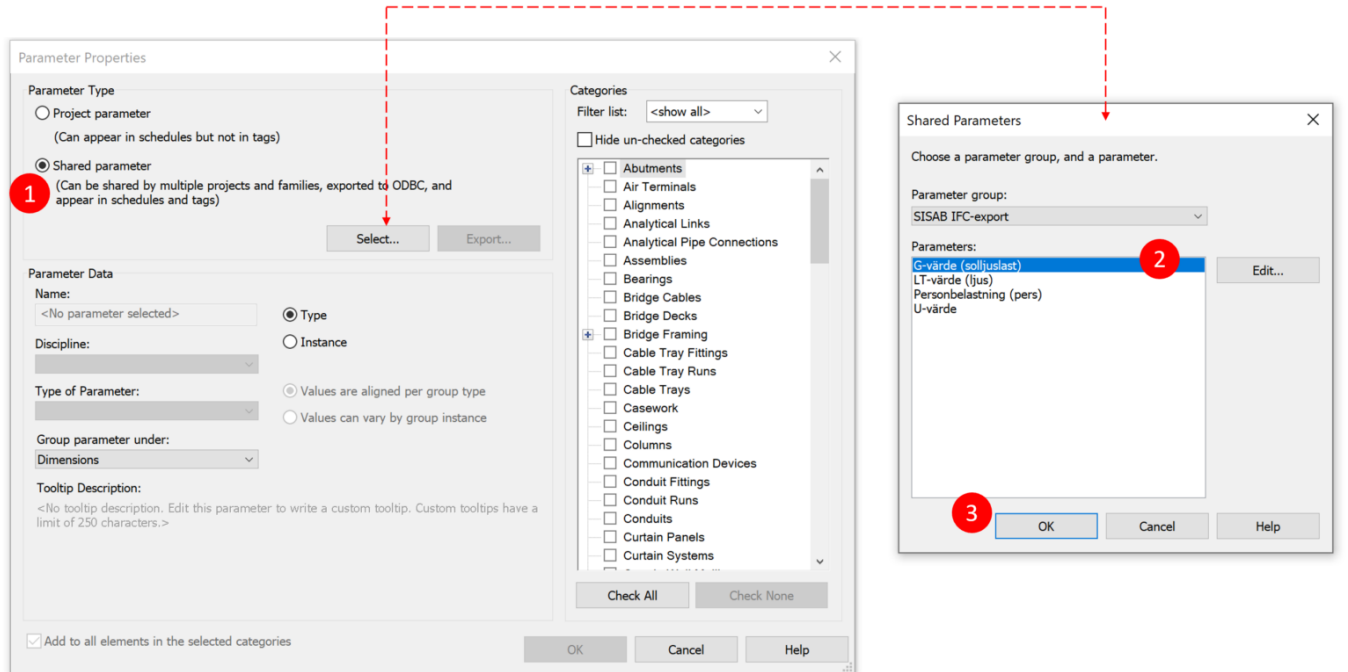 Parameter Properties
Parameter Type
Project parameter
(Can appear in schedules but not in tags)
Shared parameter
1
(Can be shared by multiple projects and families, exported to ODBC, and
appear in schedules and tags)
Select...
Export...
Parameter Data
Name:
<No parameter selected>
Type
Instance
Discipline:
Type of Parameter:
Values are aligned per group type
Values can vary by group instance
Group parameter under:
Dimensions
Tooltip Description:
<No tooltip description. Edit this parameter to write a custom tooltip. Custom tooltips have a
limit of 250 characters.>
Add to all elements in the selected categories
Categories
Filter list:
<show all>
Hide un-checked categories
Abutments
Air Terminals
Alignments
Analytical Links
Analytical Pipe Connections
Assemblies
Bearings
Bridge Cables
Bridge Decks
Bridge Framing
Cable Tray Fittings
Cable Tray Runs
Cable Trays
Casework
Ceilings
Columns
Communication Devices
Conduit Fittings
Conduit Runs
Conduits
Curtain Panels
Curtain Systems
Check All
Check None
OK
Cancel
Help
Shared Parameters
Choose a parameter group, and a parameter.
Parameter group:
SISAB IFC-export
Parameters:
G-värde (solljuslast)
2
LT-värde (ljus)
Personbelastning (pers)
U-värde
Edit...
3
OK
Cancel
Help